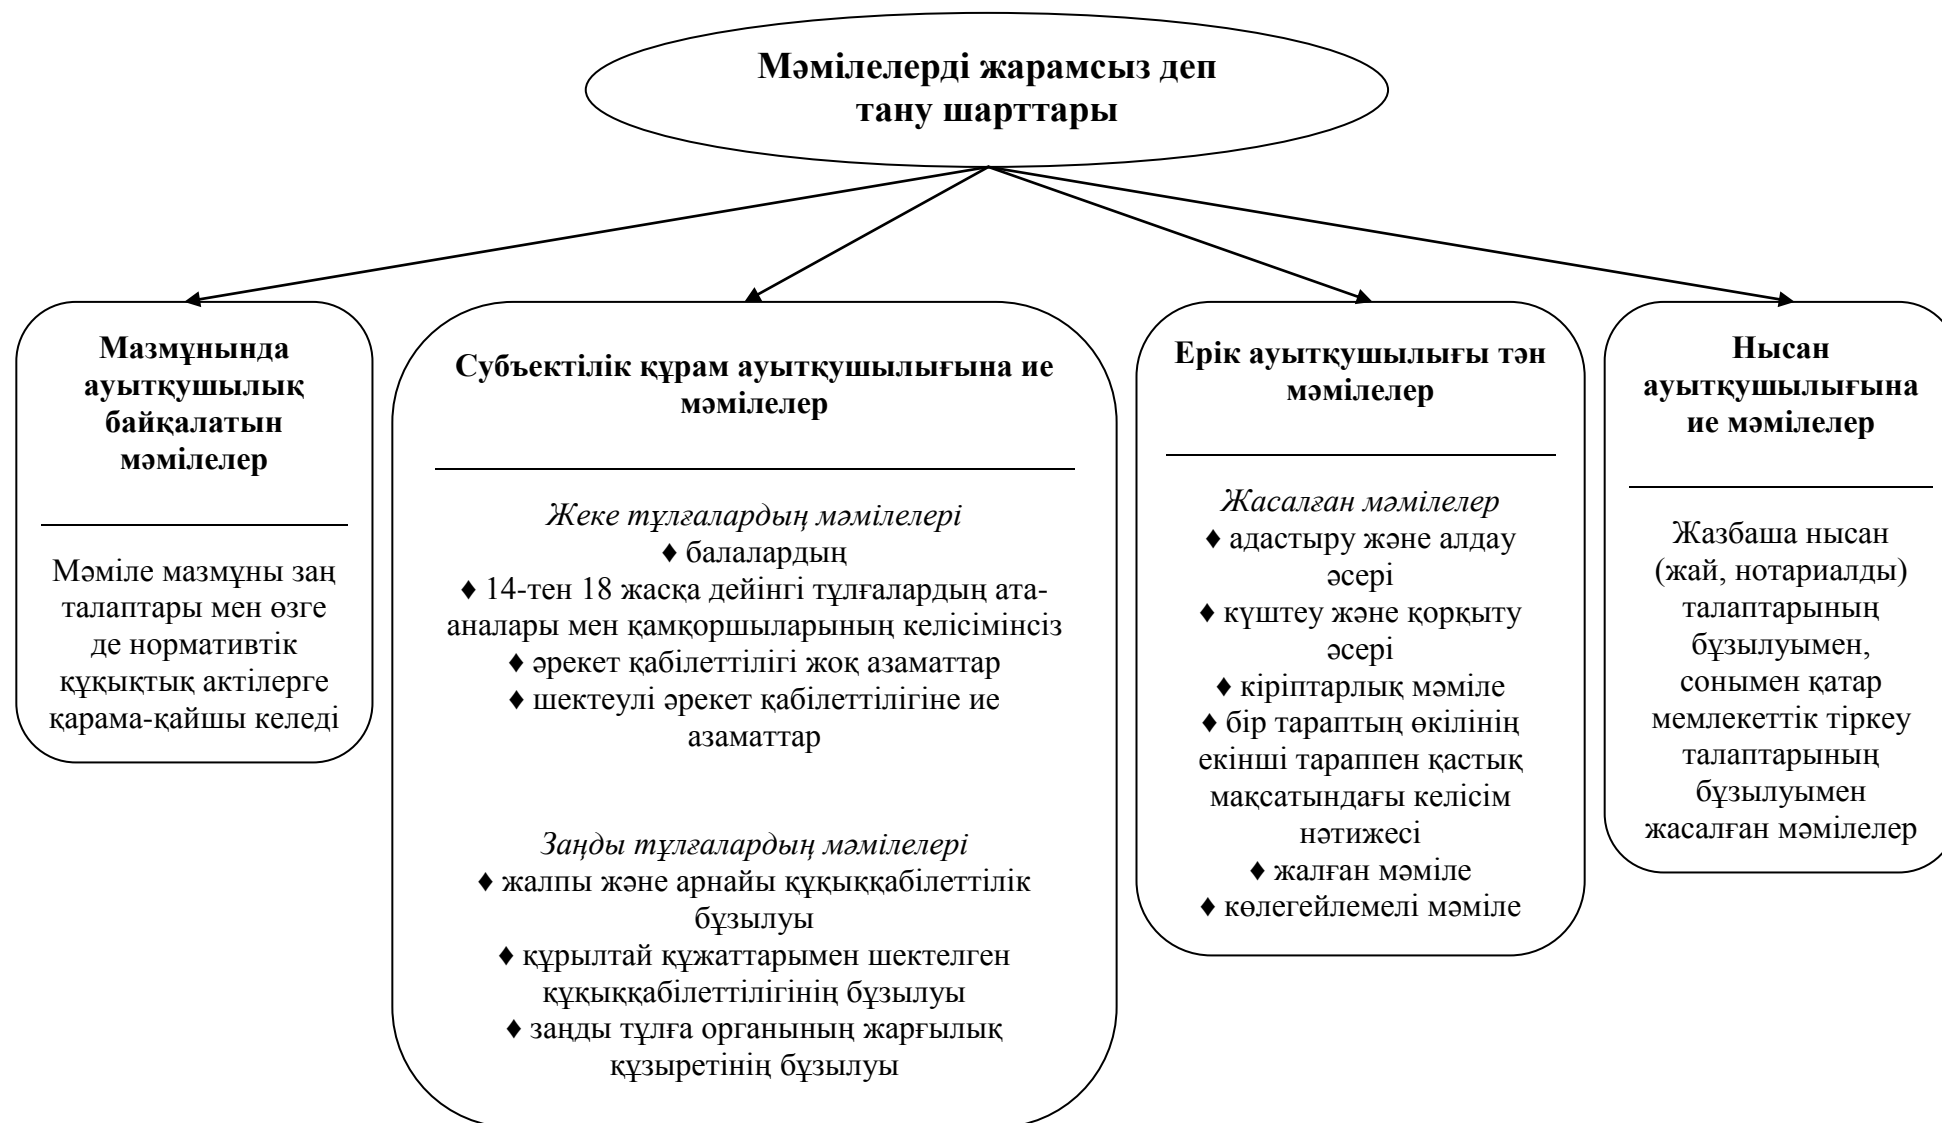 Мәмілелерді жарамсыз деп
тану шарттары
Мазмұнында
ауытқушылық
байқалатын
мәмілелер
Мәміле мазмұны заң
талаптары мен өзге
де нормативтік
құқықтық актілерге
қарама-қайшы келеді
Субъектілік құрам ауытқушылығына ие
мәмілелер
Жеке тұлғалардың мәмілелері
♦ балалардың
♦ 14-тен 18 жасқа дейінгі тұлғалардың ата-
аналары мен қамқоршыларының келісімінсіз
♦ әрекет қабілеттілігі жоқ азаматтар
♦ шектеулі әрекет қабілеттілігіне ие
азаматтар
Заңды тұлғалардың мәмілелері
♦ жалпы және арнайы құқыққабілеттілік
бұзылуы
♦ құрылтай құжаттарымен шектелген
құқыққабілеттілігінің бұзылуы
♦ заңды тұлға органының жарғылық
құзыретінің бұзылуы
Ерік ауытқушылығы тән
мәмілелер
Жасалған мәмілелер
♦ адастыру және алдау
әсері
♦ күштеу және қорқыту
әсері
♦ кіріптарлық мәміле
♦ бір тараптың өкілінің
екінші тараппен қастық
мақсатындағы келісім
нәтижесі
♦ жалған мәміле
♦ көлегейлемелі мәміле
Нысан
ауытқушылығына
ие мәмілелер
Жазбаша нысан
(жай, нотариалды)
талаптарының
бұзылуымен,
сонымен қатар
мемлекеттік тіркеу
талаптарының
бұзылуымен
жасалған мәмілелер